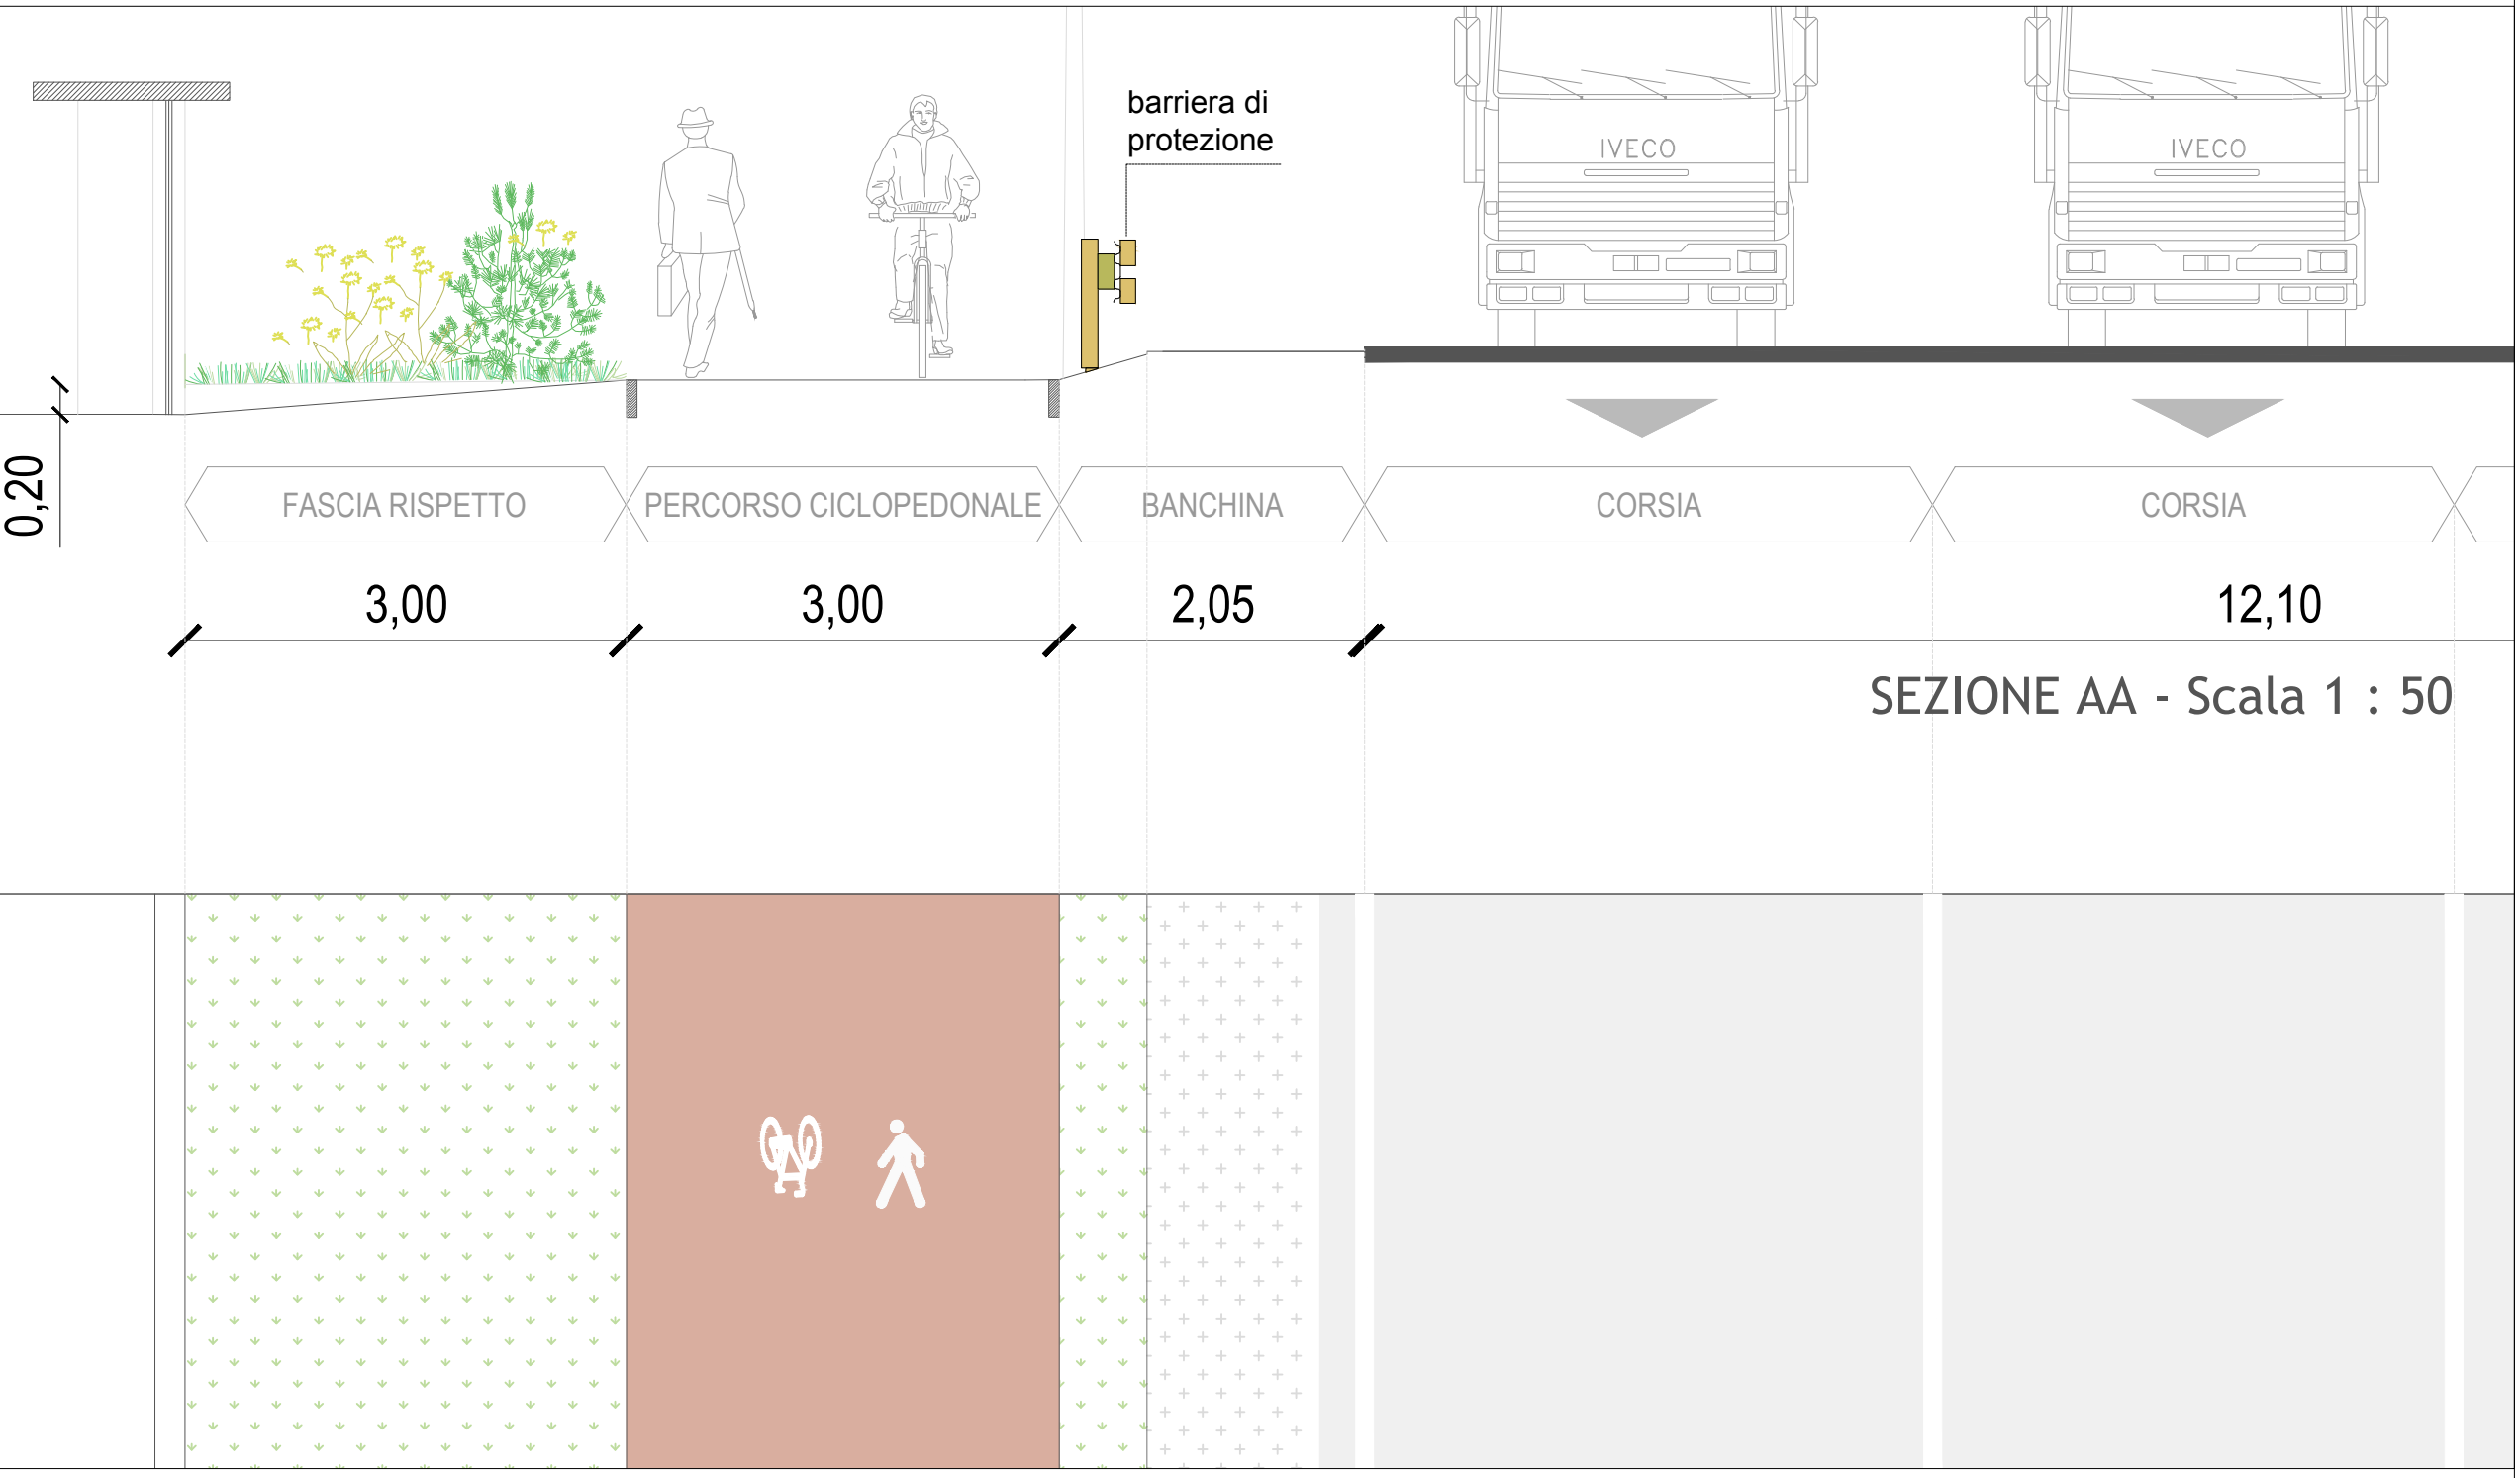 barriera di
protezione
IVECO
IVECO
0,20
FASCIA RISPETTO
PERCORSO CICLOPEDONALE
BANCHINA
CORSIA
CORSIA
3,00
3,00
2,05
12,10
SEZIONE AA - Scala 1 : 50